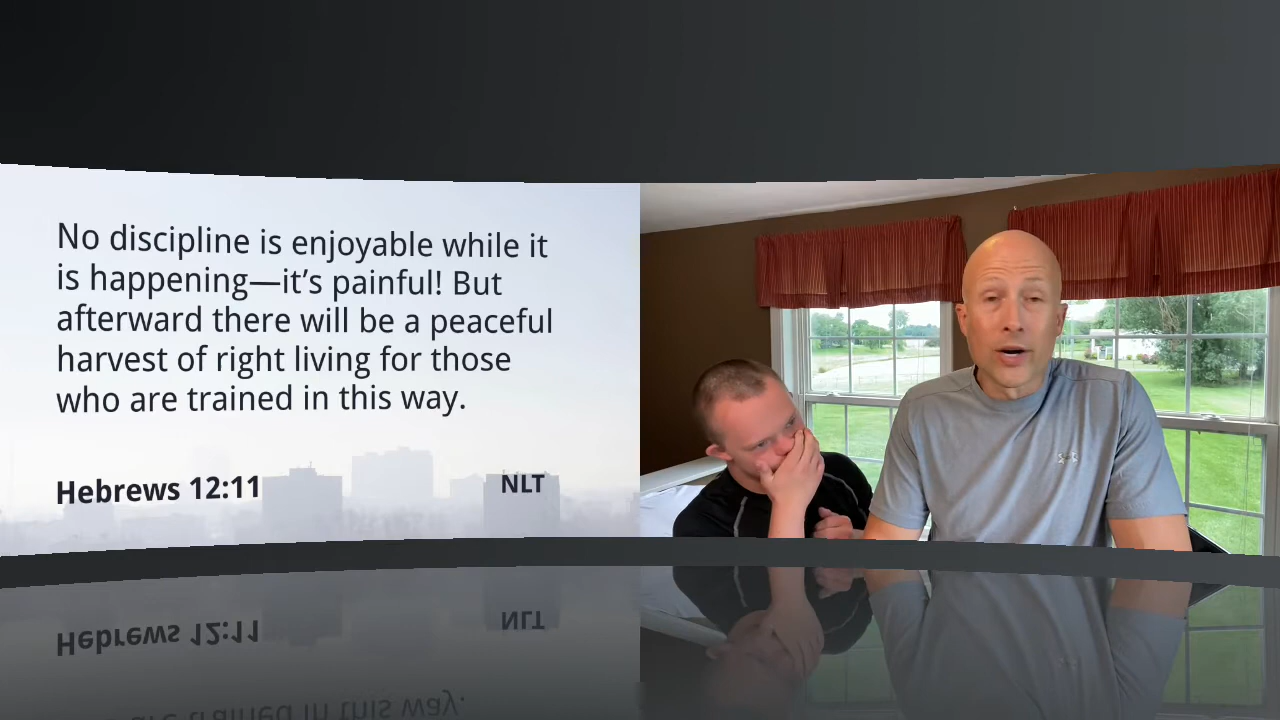 No discipline is enjoyable while it
is happening—it's painful! But
afterward there will be a peaceful
harvest of right living for those
who are trained in this way.
Hebrews 12:11
NLT